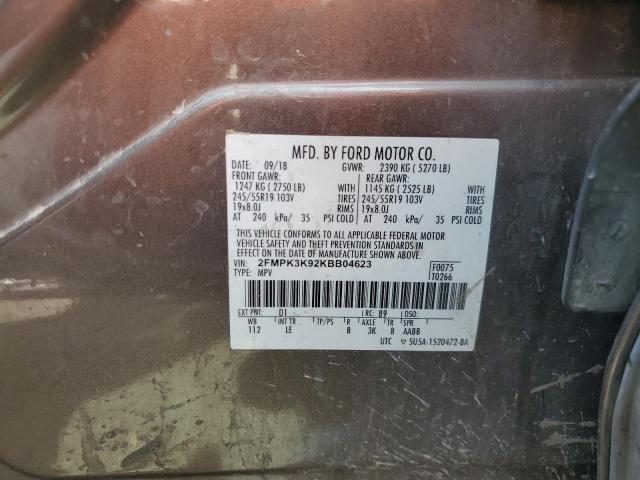 MFD. BY FORD MOTOR CO.
DATE: 09/18 GVWR: 2390 KG ( 5270 LB)
FRONT GAWR: REAR GAWR:
1247 KG ( 2750 LB) WITH 1145 KG ( 2525 LB) WITH
245/55R19 103V TIRES 245/55R19 103V TIRES
19x8.0J RIMS 19x8.0J RIMS
AT 240 kPa/ 35 PSI COLD AT 240 kPa/ 35 PSI COLD
THIS VEHICLE CONFORMS TO ALL APPLICABLE FEDERAL MOTOR
VEHICLE SAFETY AND THEFT PREVENTION STANDARDS IN
EFFECT ON THE DATE OF MANUFACTURE SHOWN ABOVE.
VIN: 2FMPK3K92KBB04623 F0075
TYPE: MPV T0266
EXT PNT: D1 RC: B9 DSO:
WB INT TR TP/PS R AXLE TR SPR
112 LE 8 3K 8 AABB
UTC ▽ 5U5A-1520472-BA